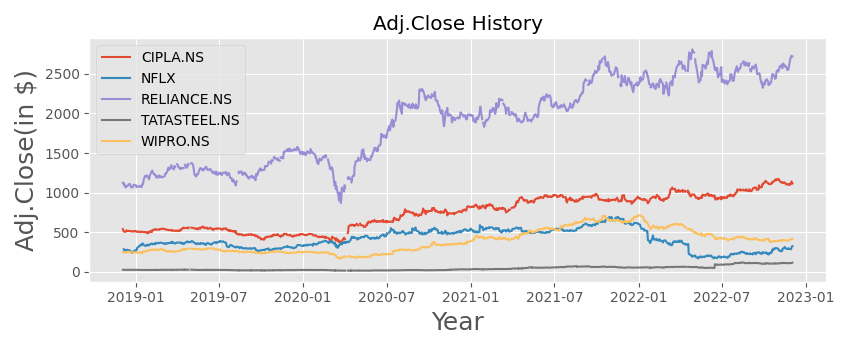 Adj.Close History
CIPLA.NS
NFLX
RELIANCE.NS
TATASTEEL.NS
WIPRO.NS
Adj.Close(in $)
2500
2000
1500
1000
500
0
2019-01 2019-07 2020-01 2020-07 2021-01 2021-07 2022-01 2022-07 2023-01
Year